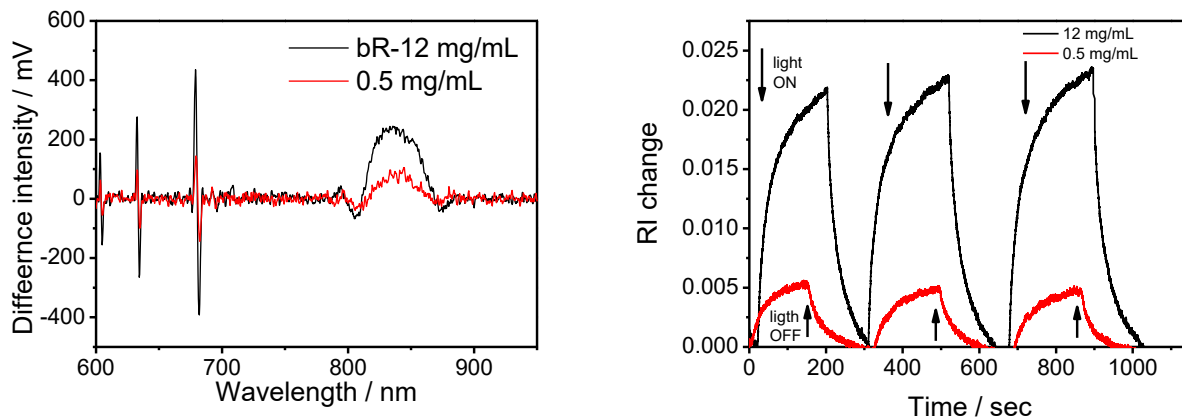 600
400
200
0
-200
-400
Diffeernce intensity / mV
bR-12 mg/mL
0.5 mg/mL
600 700 800 900
Wavelength / nm
0.025
0.020
0.015
0.010
0.005
0.000
RI change
12 mg/mL
0.5 mg/mL
light
ON
ligth
OFF
0 200 400 600 800 1000
Time / sec